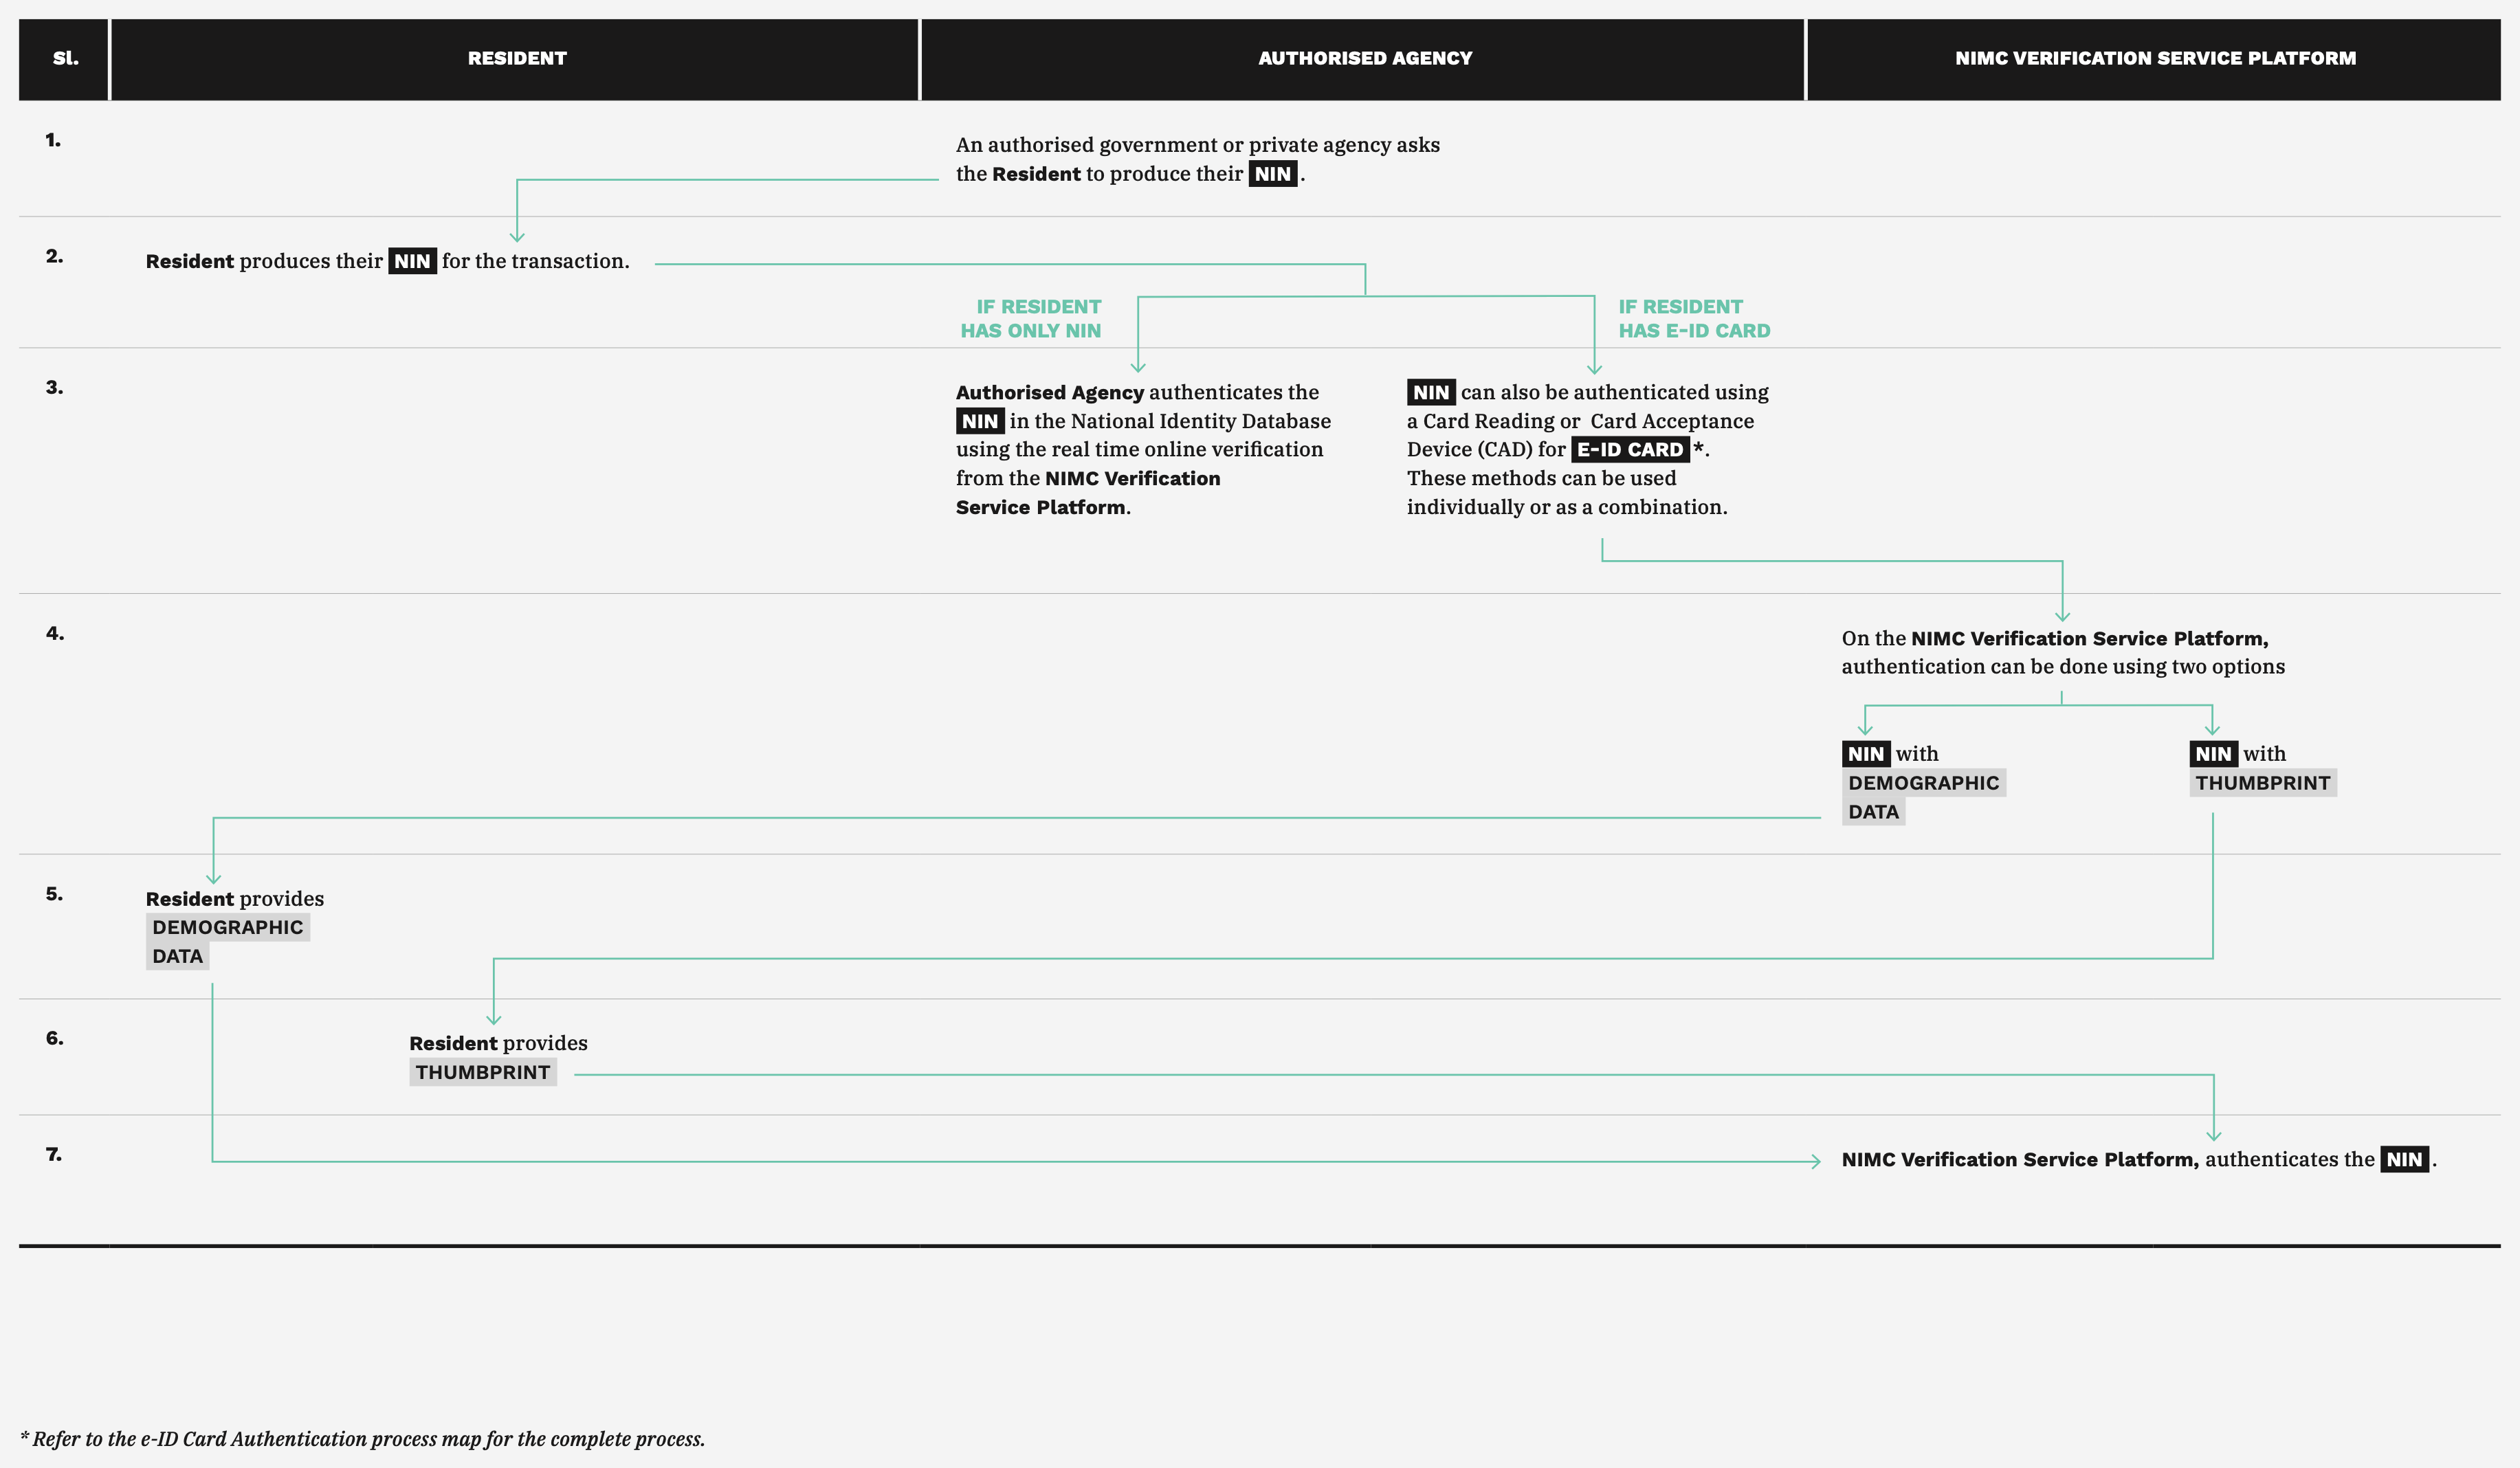 Sl.
RESIDENT
AUTHORISED AGENCY
NIMC VERIFICATION SERVICE PLATFORM
1.
An authorised government or private agency asks
the Resident to produce their NIN .
2.
Resident produces their NIN for the transaction.
IF RESIDENT
HAS ONLY NIN
IF RESIDENT
HAS E-ID CARD
3.
Authorised Agency authenticates the
NIN in the National Identity Database
using the real time online verification
from the NIMC Verification
Service Platform.
NIN can also be authenticated using
a Card Reading or Card Acceptance
Device (CAD) for E-ID CARD *.
These methods can be used
individually or as a combination.
4.
On the NIMC Verification Service Platform,
authentication can be done using two options
NIN with
DEMOGRAPHIC
DATA
NIN with
THUMBPRINT
5.
Resident provides
DEMOGRAPHIC
DATA
6.
Resident provides
THUMBPRINT
7.
NIMC Verification Service Platform, authenticates the NIN .
* Refer to the e-ID Card Authentication process map for the complete process.